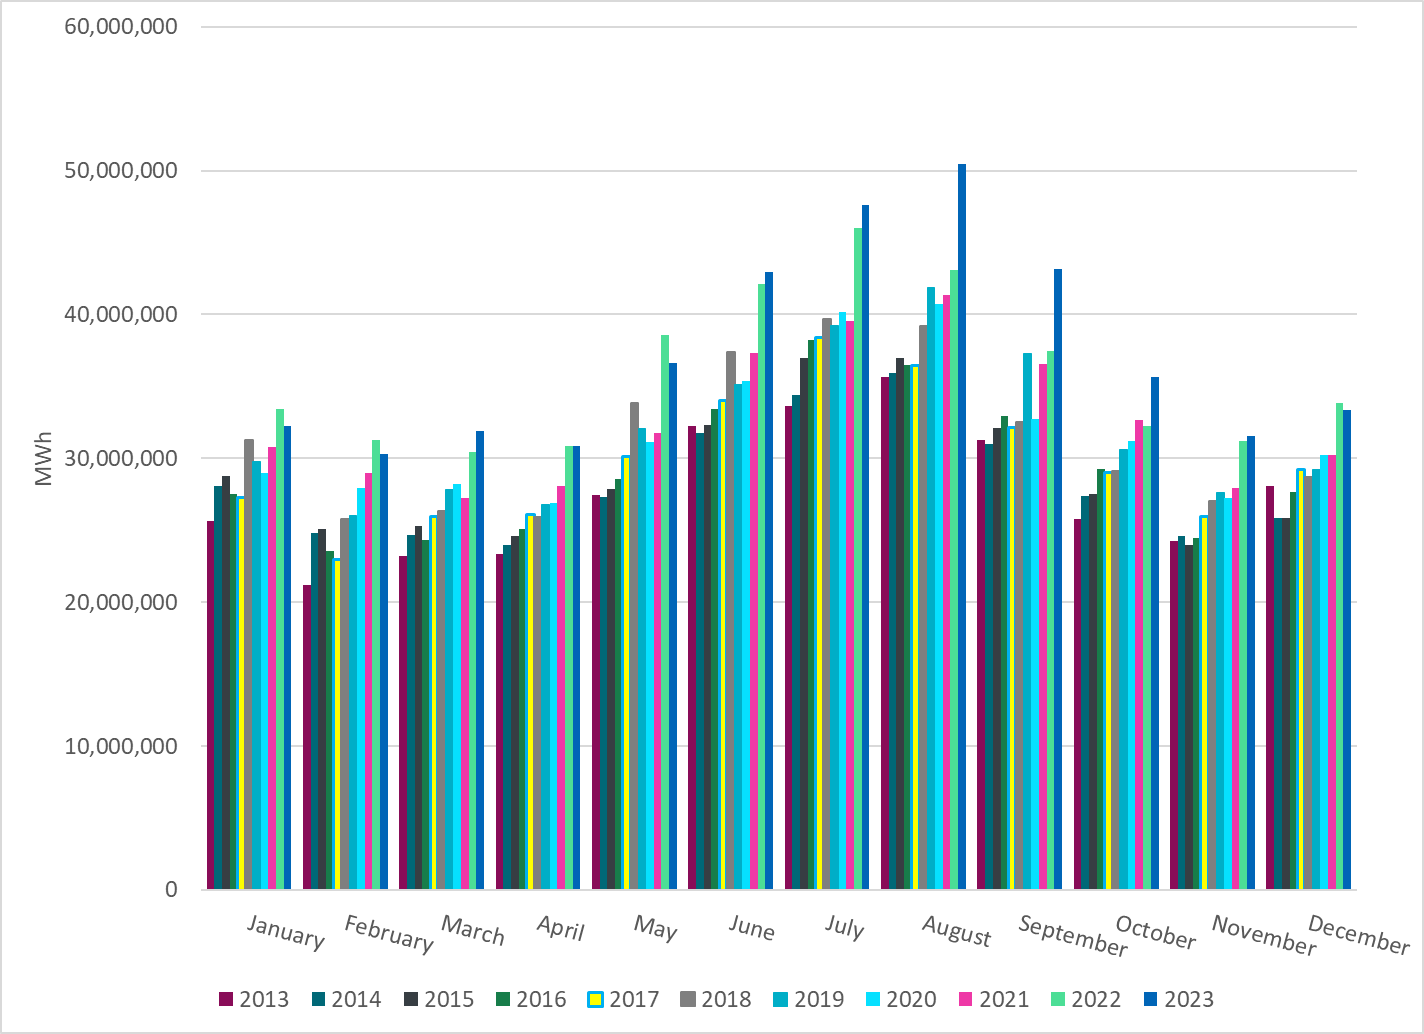 60,000,000
50,000,000
40,000,000
30,000,000
20,000,000
10,000,000
0
MWh
January February March April May June July August September October November December
2013 2014 2015 2016 2017 2018 2019 2020 2021 2022 2023